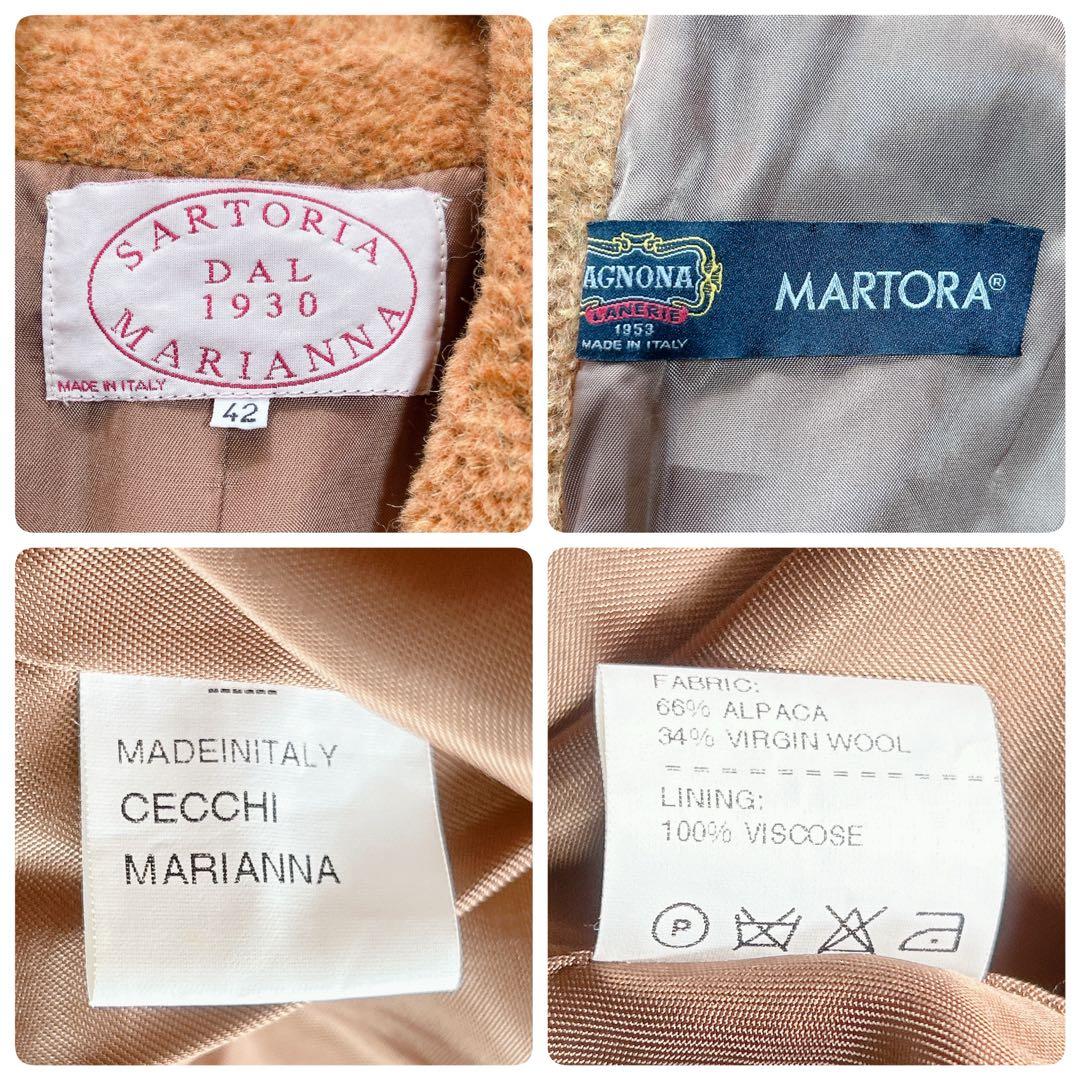 SARTORIA
DAL
1930
MARIANNA
MADE IN ITALY
42
AGNONA
LANERIE
1953
MADE IN ITALY
MARTORA®
MADEINITALY
CECCHI
MARIANNA
FABRIC:
66% ALPACA
34% VIRGIN WOOL
LINING:
100% VISCOSE
P